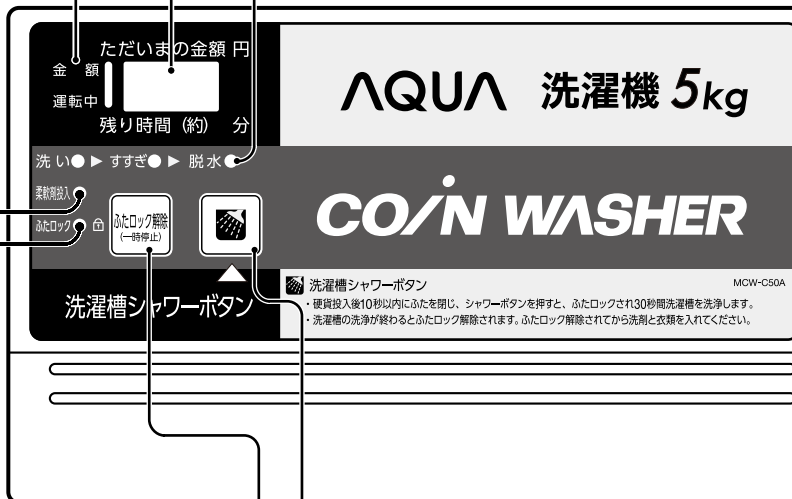 ただいまの金額 円
金 額
運転中
残り時間 (約) 分
AQUA 洗濯機 5kg
洗い ▶ すすぎ ▶ 脱水
柔軟剤投入
ふたロック
ふたロック解除
(一時停止)
COIN WASHER
洗濯槽シャワーボタン
洗濯槽シャワーボタン MCW-C50A
・硬貨投入後10秒以内にふたを閉じ、シャワーボタンを押すと、ふたロックされ30秒間洗濯槽を洗浄します。
・洗濯槽の洗浄が終わるとふたロック解除されます。ふたロック解除されてから洗剤と衣類を入れてください。